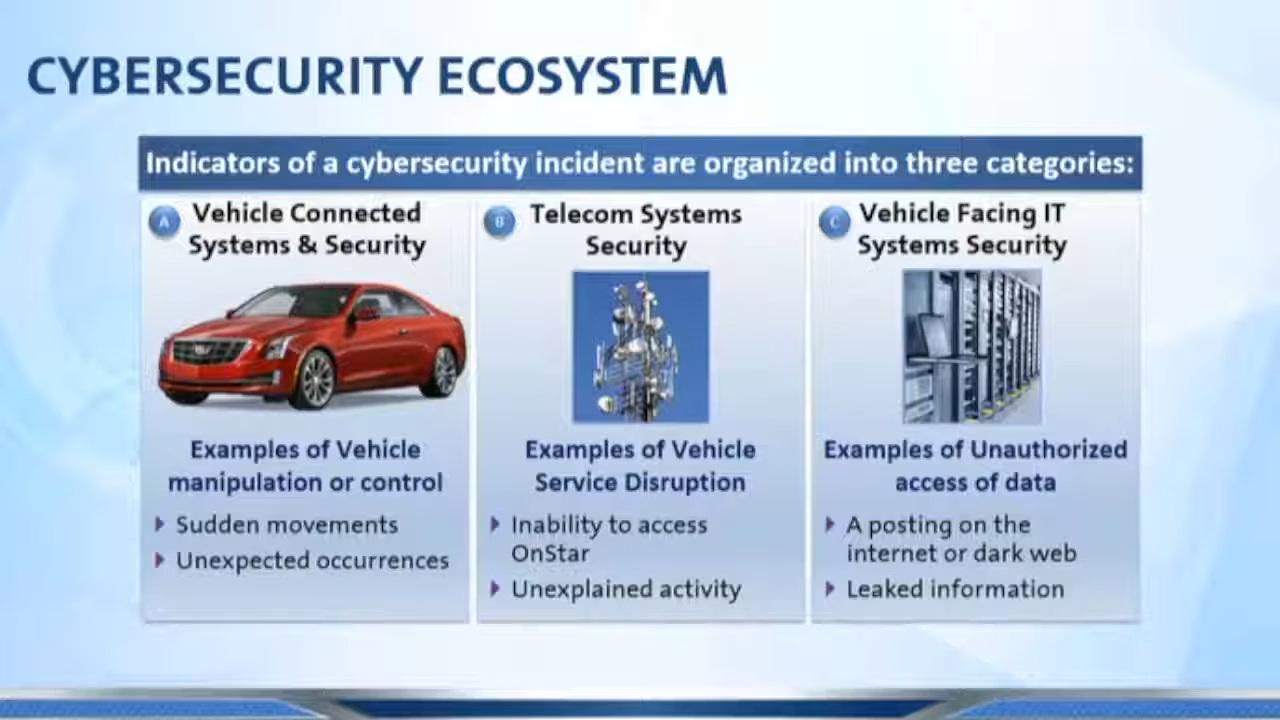 CYBERSECURITY ECOSYSTEM
Indicators of a cybersecurity incident are organized into three categories:
A
Vehicle Connected
Systems & Security
Examples of Vehicle
manipulation or control
Sudden movements
Unexpected occurrences
B
Telecom Systems
Security
Examples of Vehicle
Service Disruption
Inability to access
OnStar
Unexplained activity
C
Vehicle Facing IT
Systems Security
Examples of Unauthorized
access of data
A posting on the
internet or dark web
Leaked information